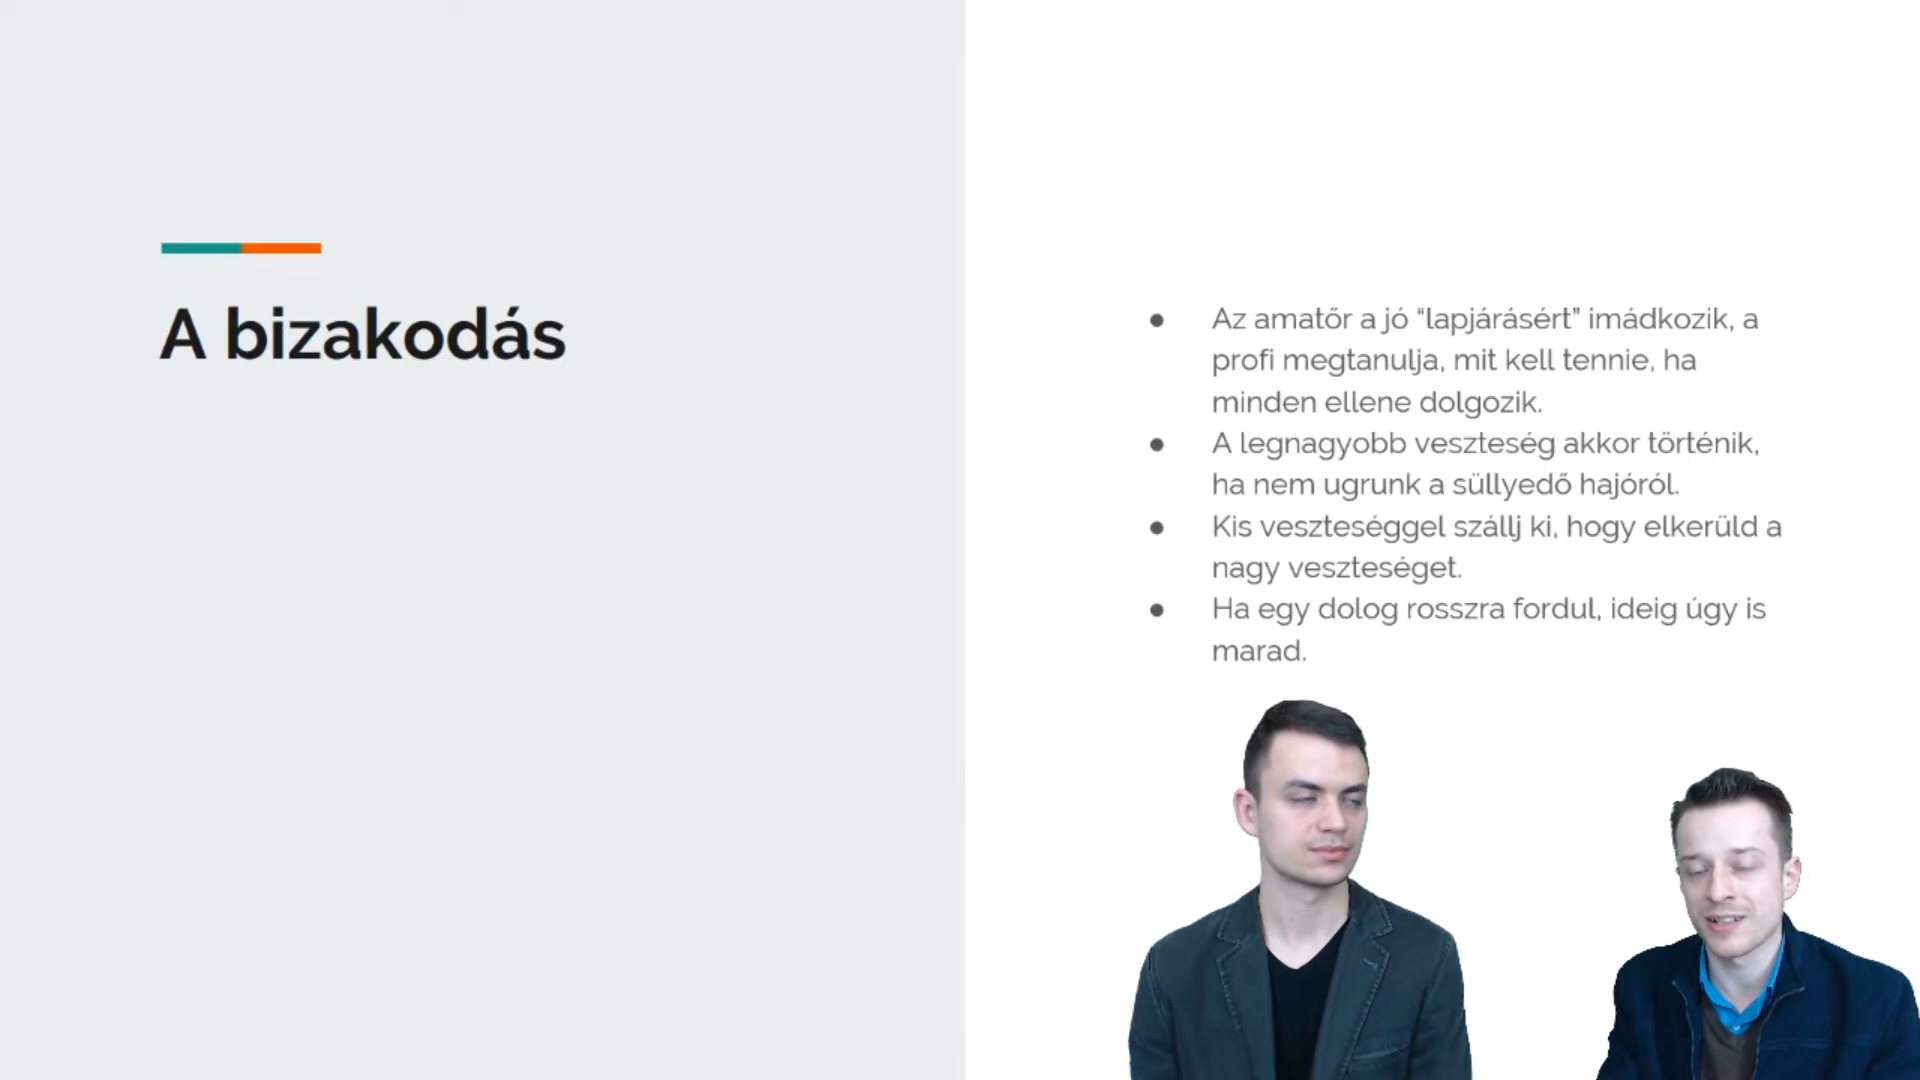 A bizakodás
Az amatőr a jó “lapjárásért” imádkozik, a
profi megtanulja, mit kell tennie, ha
minden ellene dolgozik.
A legnagyobb veszteség akkor történik,
ha nem ugrunk a süllyedő hajóról.
Kis veszteséggel szállj ki, hogy elkerüld a
nagy veszteséget.
Ha egy dolog rosszra fordul, ideig úgy is
marad.